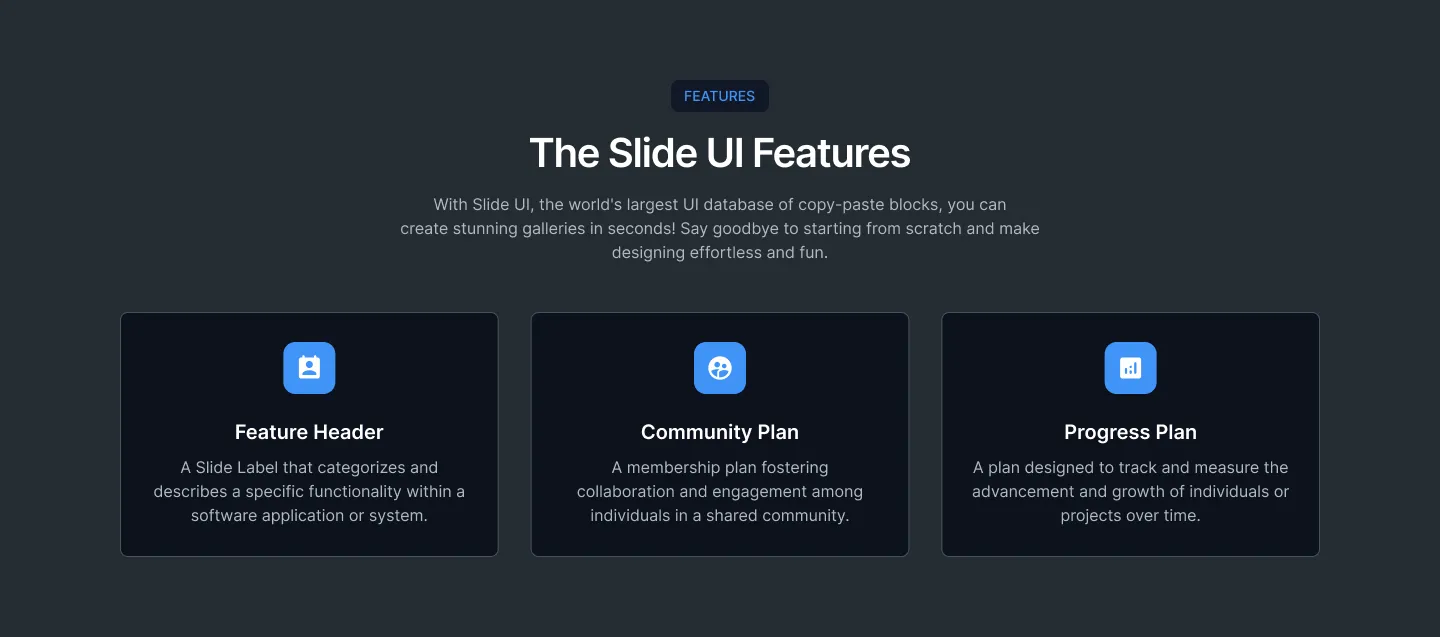 FEATURES
The Slide UI Features
With Slide UI, the world's largest UI database of copy-paste blocks, you can
create stunning galleries in seconds! Say goodbye to starting from scratch and make
designing effortless and fun.
Feature Header
A Slide Label that categorizes and
describes a specific functionality within a
software application or system.
Community Plan
A membership plan fostering
collaboration and engagement among
individuals in a shared community.
Progress Plan
A plan designed to track and measure the
advancement and growth of individuals or
projects over time.